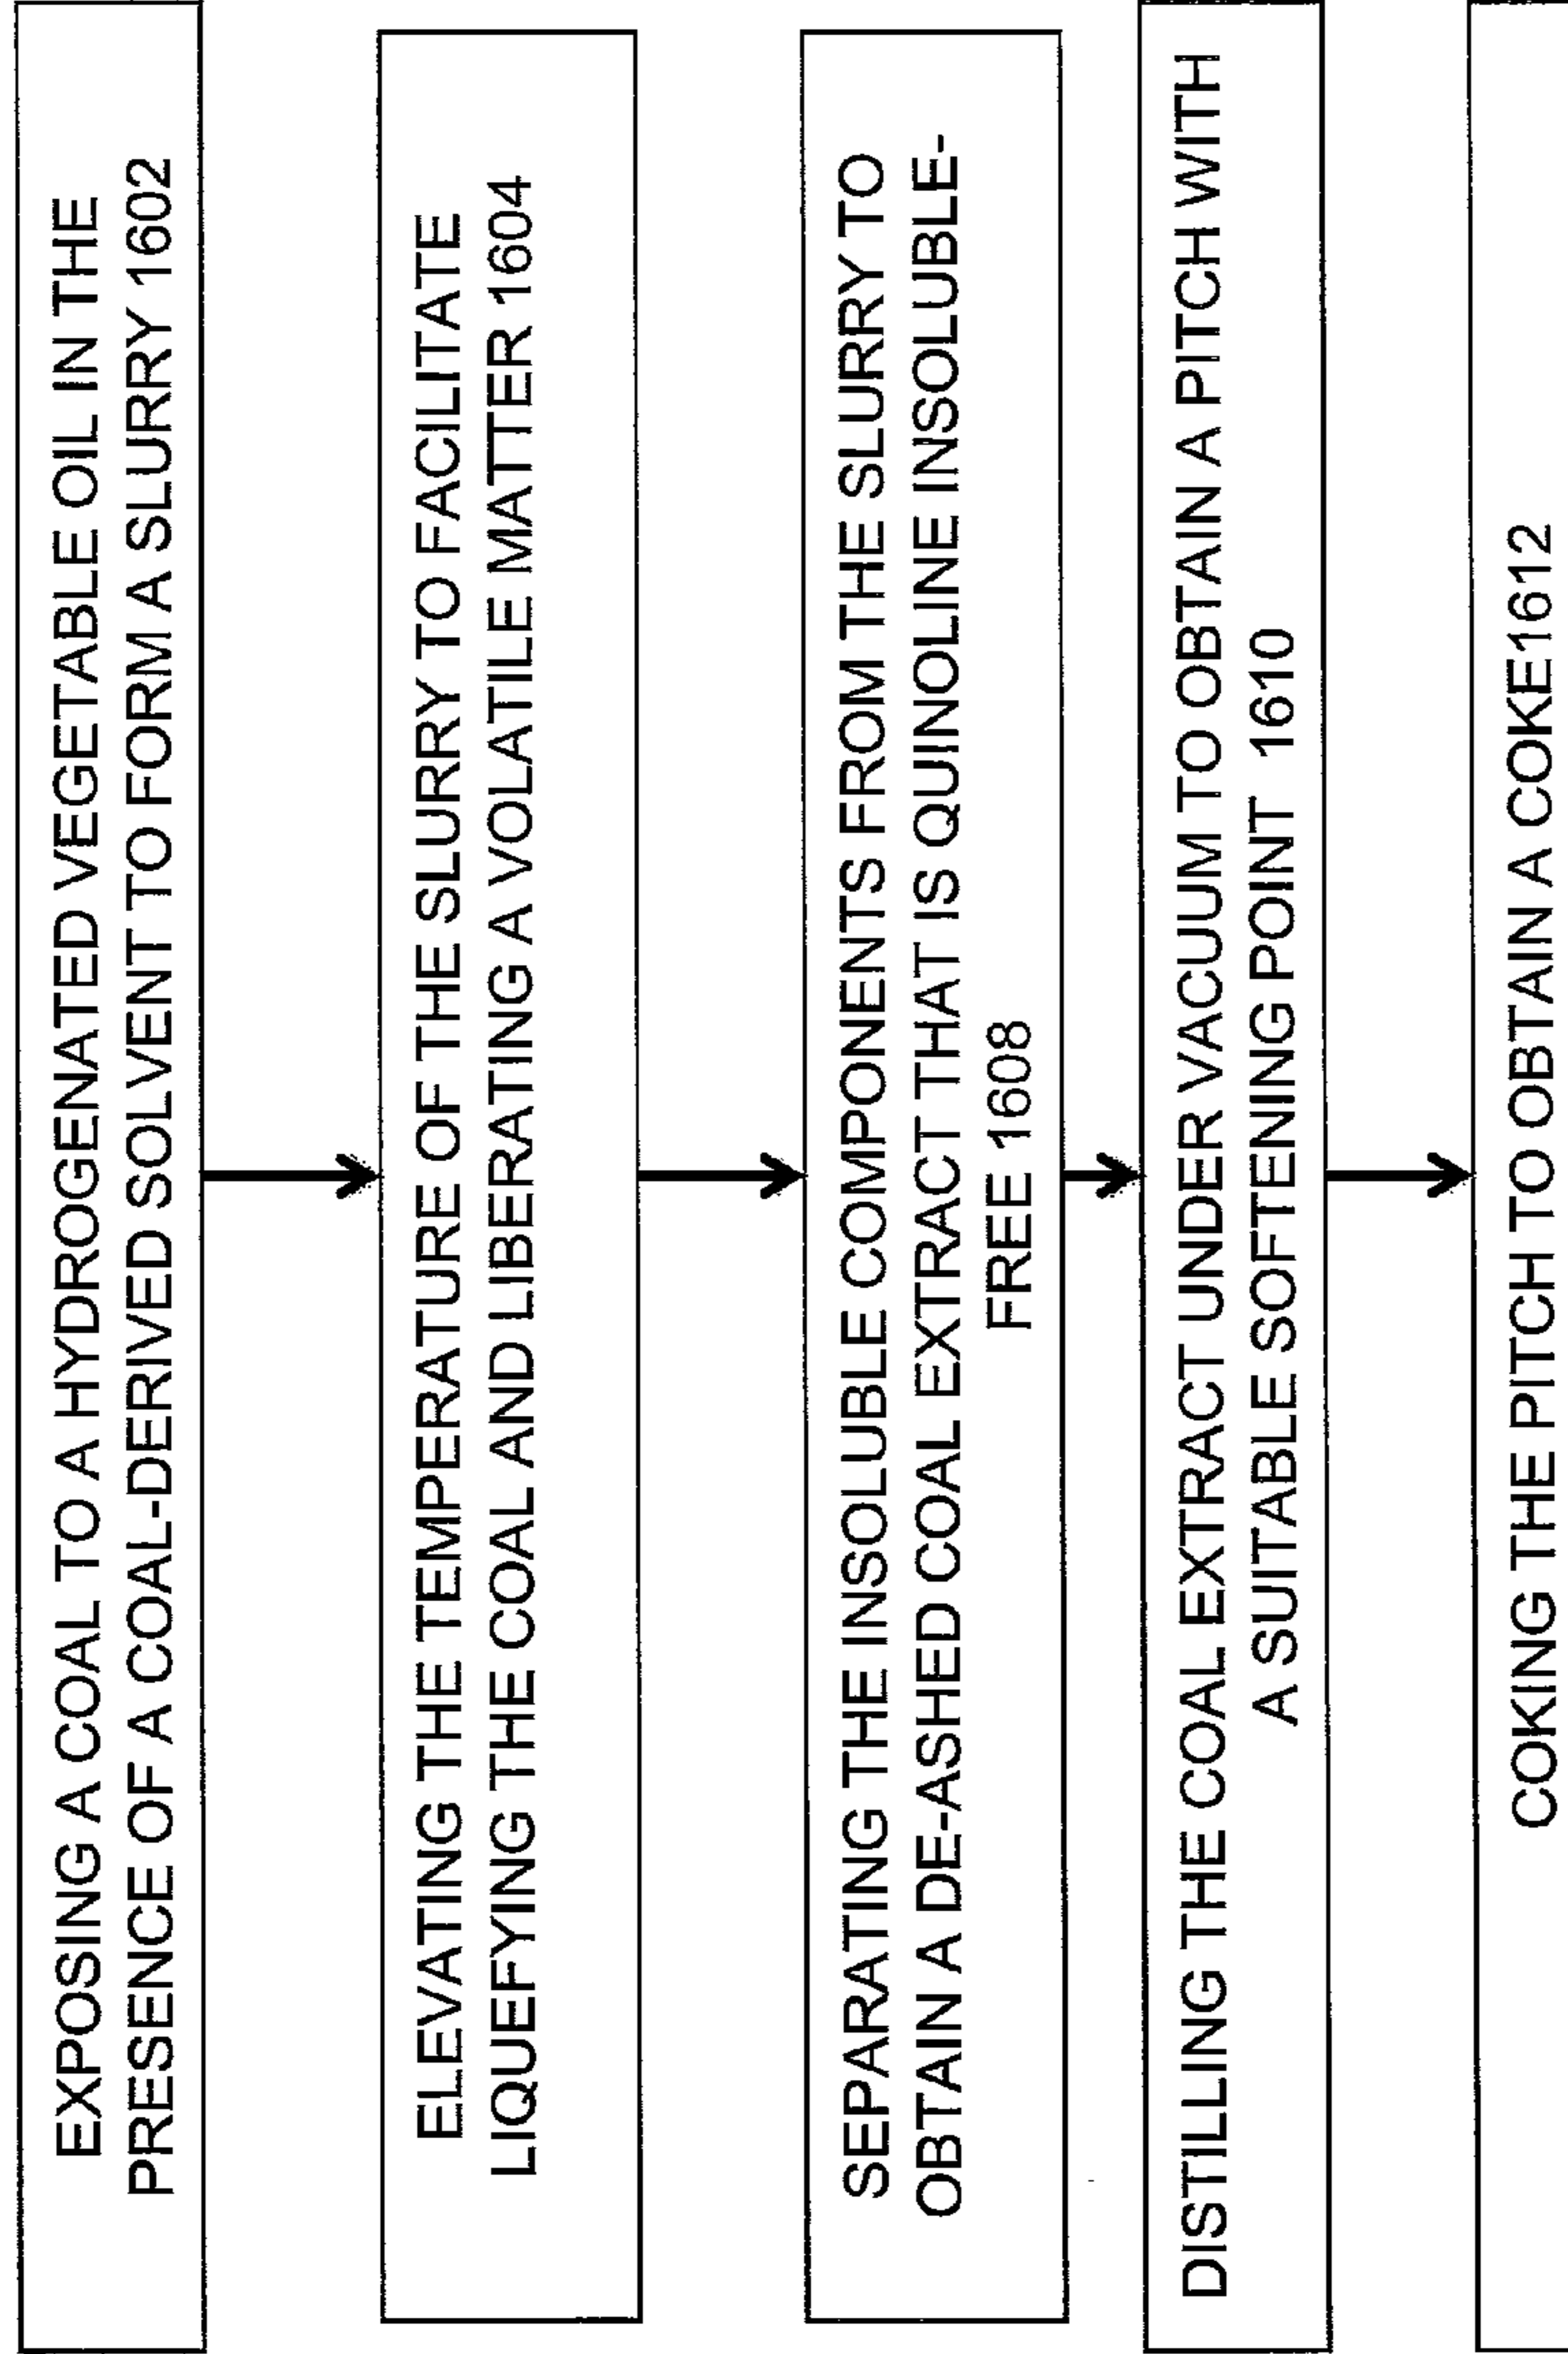 EXPOSING A COAL TO A HYDROGENATED VEGETABLE OIL IN THE
PRESENCE OF A COAL-DERIVED SOLVENT TO FORM A SLURRY 1602
ELEVATING THE TEMPERATURE OF THE SLURRY TO FACILITATE
LIQUEFYING THE COAL AND LIBERATING A VOLATILE MATTER 1604
SEPARATING THE INSOLUBLE COMPONENTS FROM THE SLURRY TO
OBTAIN A DE-ASHED COAL EXTRACT THAT IS QUINOLINE INSOLUBLE-
FREE 1608
DISTILLING THE COAL EXTRACT UNDER VACUUM TO OBTAIN A PITCH WITH
A SUITABLE SOFTENING POINT 1610
COKING THE PITCH TO OBTAIN A COKE1612